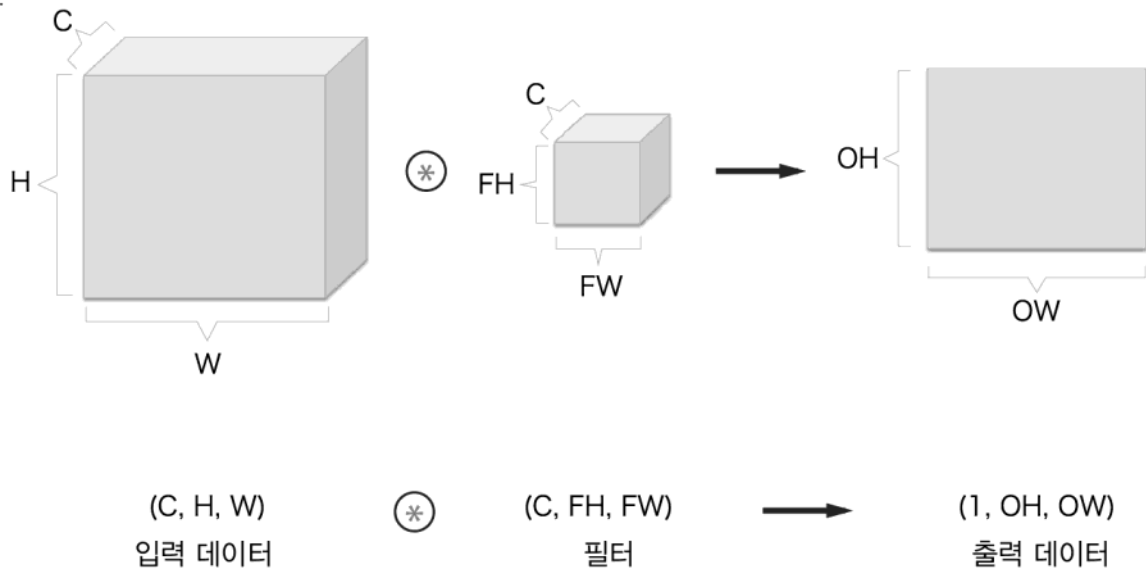 C
H
W
⊛
C
FH
FW
OH
OW
(C, H, W) ⊛ (C, FH, FW) (1, OH, OW)
입력 데이터 필터 출력 데이터